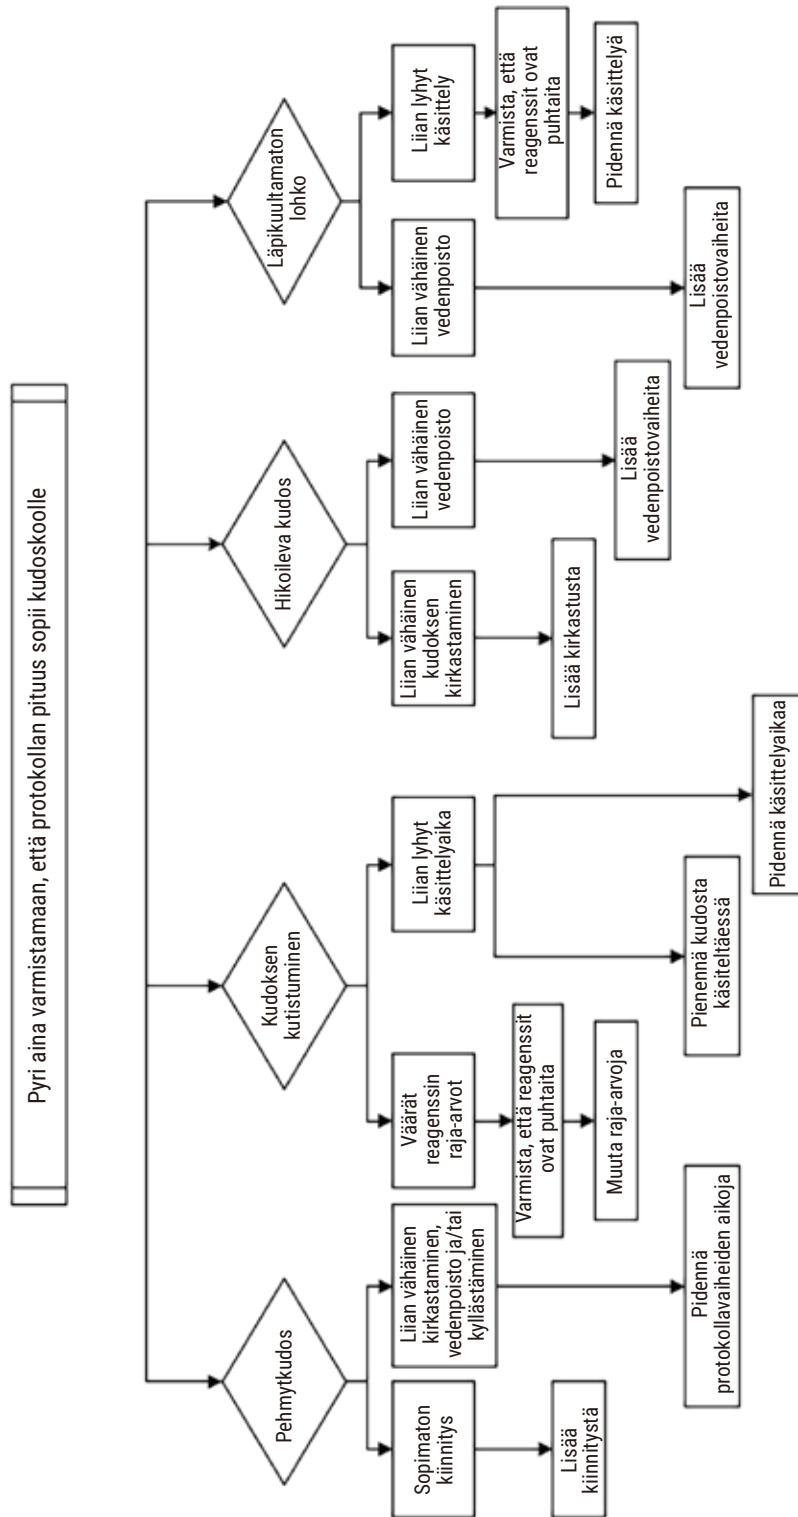 Pyri aina varmistamaan, että protokollan pituus sopii kudoskoolle
Pehmytkudos
Sopimaton
kiinnitys
Lisää
kiinnitystä
Liian vähäinen
kirkastaminen,
vedenpoisto ja/tai
kyllästäminen
Pidennä
protokollavaiheiden aikoja
Kudoksen
kutistuminen
Väärät
reagenssin
raja-arvot
Varmista, että reagenssit
ovat puhtaita
Muuta raja-arvoja
Liian lyhyt
käsittelyaika
Pienennä kudosta
käsiteltäessä
Pidennä käsittelyaikaa
Hikoileva kudos
Liian vähäinen
kudoksen
kirkastaminen
Lisää kirkastusta
Liian vähäinen
vedenpoisto
Lisää
vedenpoistovaiheita
Läpikuultamaton
lohko
Liian vähäinen
vedenpoisto
Lisää
vedenpoistovaiheita
Liian lyhyt
käsittely
Varmista, että
reagenssit ovat
puhtaita
Pidennä käsittelyä